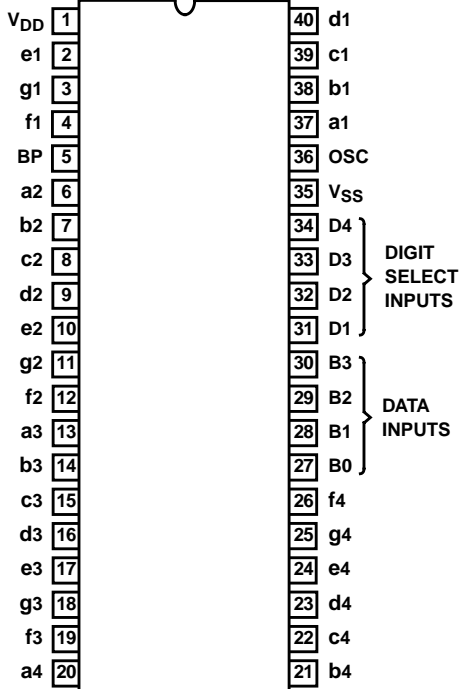 VDD 1 40 d1
e1 2 39 c1
g1 3 38 b1
f1 4 37 a1
BP 5 36 OSC
a2 6 35 VSS
b2 7 34 D4
c2 8 33 D3
d2 9 32 D2
e2 10 31 D1
DIGIT
SELECT
INPUTS
g2 11 30 B3
f2 12 29 B2
a3 13 28 B1
b3 14 27 B0
DATA
INPUTS
c3 15 26 f4
d3 16 25 g4
e3 17 24 e4
g3 18 23 d4
f3 19 22 c4
a4 20 21 b4